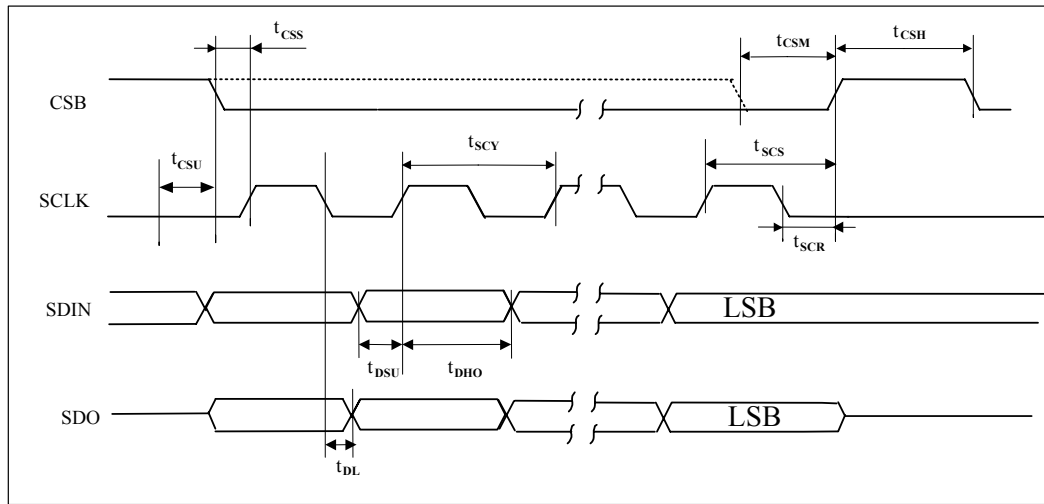 tCSS
tCSM
tCSH
CSB
tCSU
tSCY
tSCS
SCLK
tSCR
SDIN
LSB
tDSU
tDHO
SDO
LSB
tDL